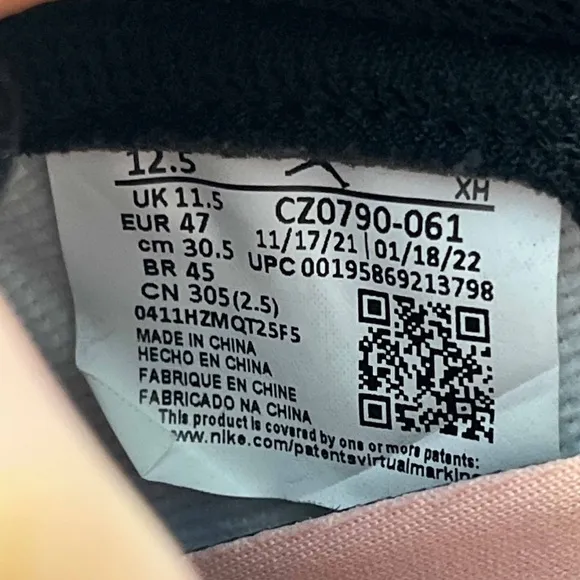 12.5
XH
UK 11.5
CZ0790-061
EUR 47
11/17/21 | 01/18/22
cm 30.5
UPC 00195869213798
BR 45
CN 305(2.5)
0411HZMQT25F5
MADE IN CHINA
HECHO EN CHINA
FABRIQUE EN CHINE
FABRICADO NA CHINA
This product is covered by one or more patents:
www.nike.com/patentsvirtualmarkin